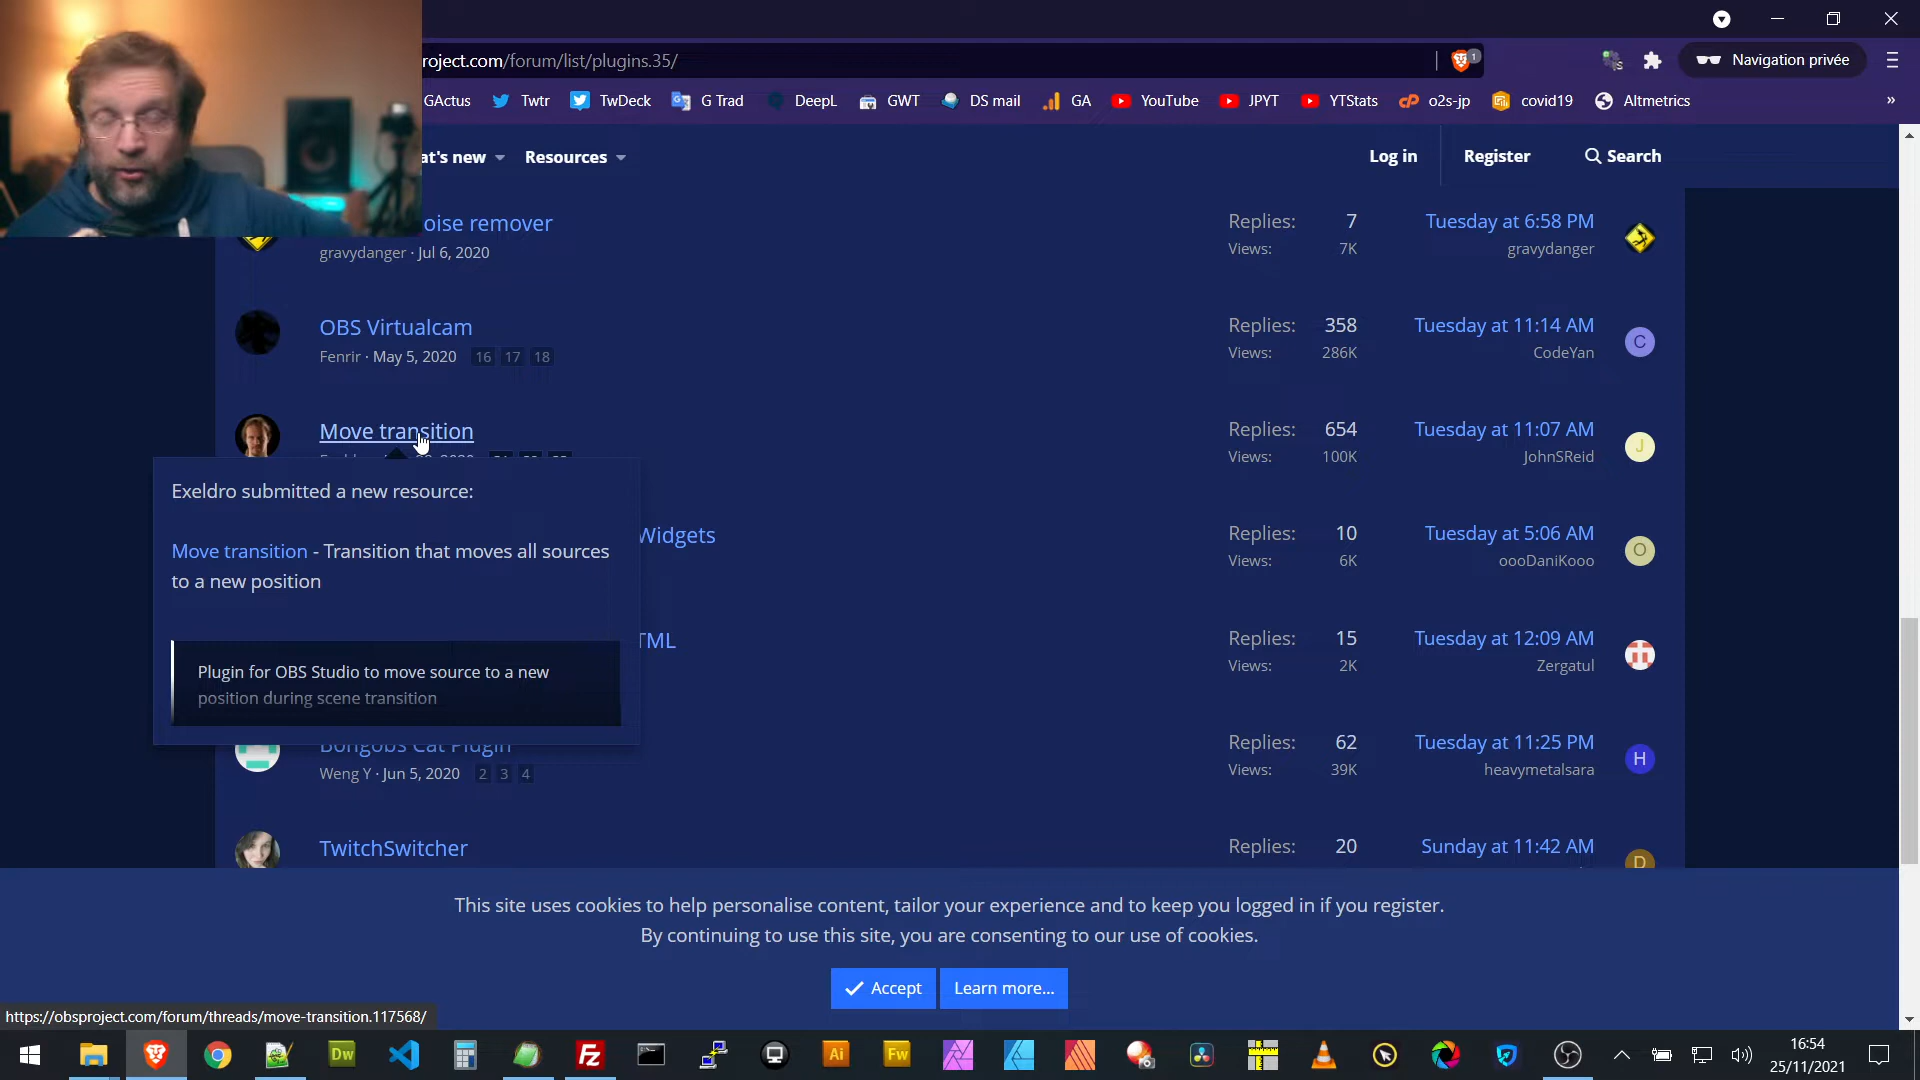 roject.com/forum/list/plugins.35/
1
Navigation privée
GActus
Twtr
TwDeck
G Trad
DeepL
GWT
DS mail
GA
YouTube
JPYT
YTStats
o2s-jp
covid19
Altmetrics
»
at's new
Resources
Log in
Register
Search
oise remover
gravydanger · Jul 6, 2020
Replies: 7
Views: 7K
Tuesday at 6:58 PM
gravydanger
OBS Virtualcam
Fenrir · May 5, 2020 16 17 18
Replies: 358
Views: 286K
Tuesday at 11:14 AM
CodeYan
C
Move transition
Replies: 654
Views: 100K
Tuesday at 11:07 AM
JohnSReid
J
Exeldro submitted a new resource:
Move transition - Transition that moves all sources
to a new position
Plugin for OBS Studio to move source to a new
position during scene transition
Widgets
Replies: 10
Views: 6K
Tuesday at 5:06 AM
oooDaniKooo
O
TML
Replies: 15
Views: 2K
Tuesday at 12:09 AM
Zergatul
Bongobs Cat Plugin
Weng Y · Jun 5, 2020 2 3 4
Replies: 62
Views: 39K
Tuesday at 11:25 PM
heavymetalsara
H
TwitchSwitcher
Replies: 20
Sunday at 11:42 AM
D
This site uses cookies to help personalise content, tailor your experience and to keep you logged in if you register.
By continuing to use this site, you are consenting to our use of cookies.
Accept
Learn more...
https://obsproject.com/forum/threads/move-transition.117568/
Dw
Fz
Ai
Fw
16:54
25/11/2021